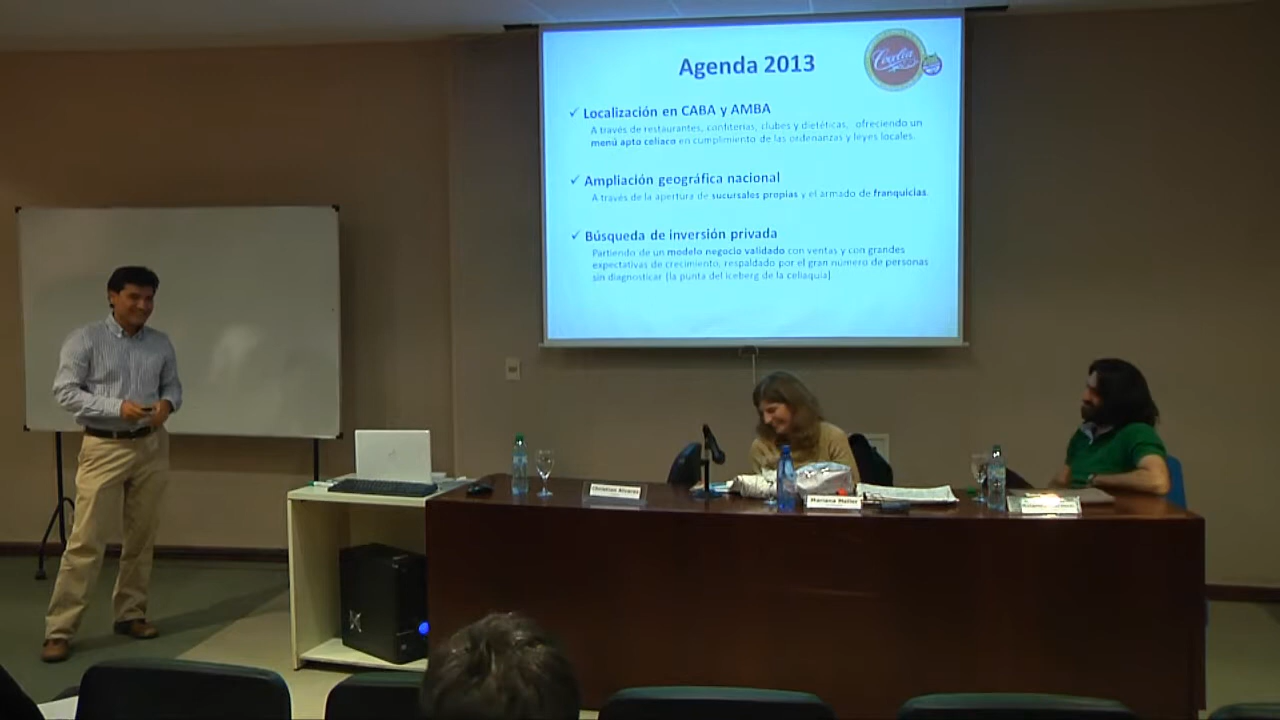 Agenda 2013
✓ Localización en CABA y AMBA
A través de restaurantes, confiterías, clubes y dietéticas, ofreciendo un
menú apto celíaco en cumplimiento de las ordenanzas y leyes locales.
✓ Ampliación geográfica nacional
A través de la apertura de sucursales propias y el armado de franquicias.
✓ Búsqueda de inversión privada
Partiendo de un modelo negocio validado con ventas y con grandes
expectativas de crecimiento, respaldado por el gran número de personas
sin diagnosticar (la punta del iceberg de la celiaquía)
Christian Alvarez
Mariana Meller